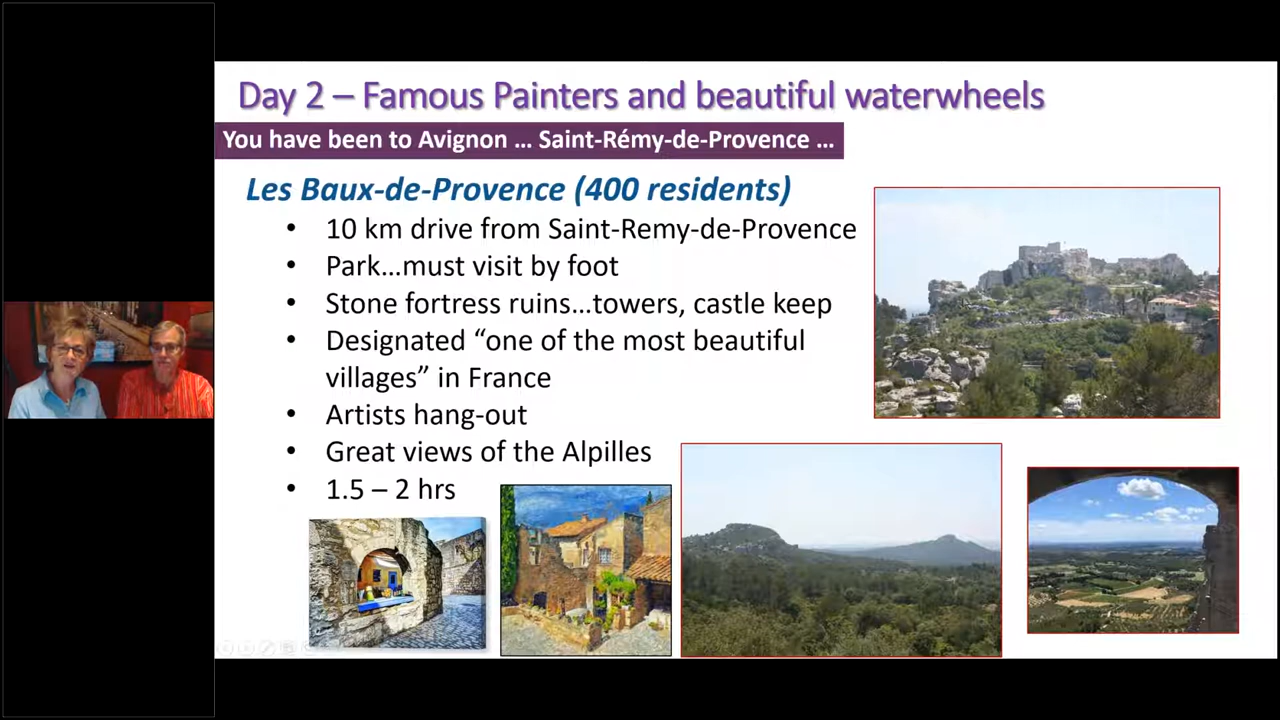 Day 2 – Famous Painters and beautiful waterwheels
You have been to Avignon … Saint-Rémy-de-Provence …
Les Baux-de-Provence (400 residents)
• 10 km drive from Saint-Remy-de-Provence
• Park…must visit by foot
• Stone fortress ruins…towers, castle keep
• Designated “one of the most beautiful
villages” in France
• Artists hang-out
• Great views of the Alpilles
• 1.5 – 2 hrs